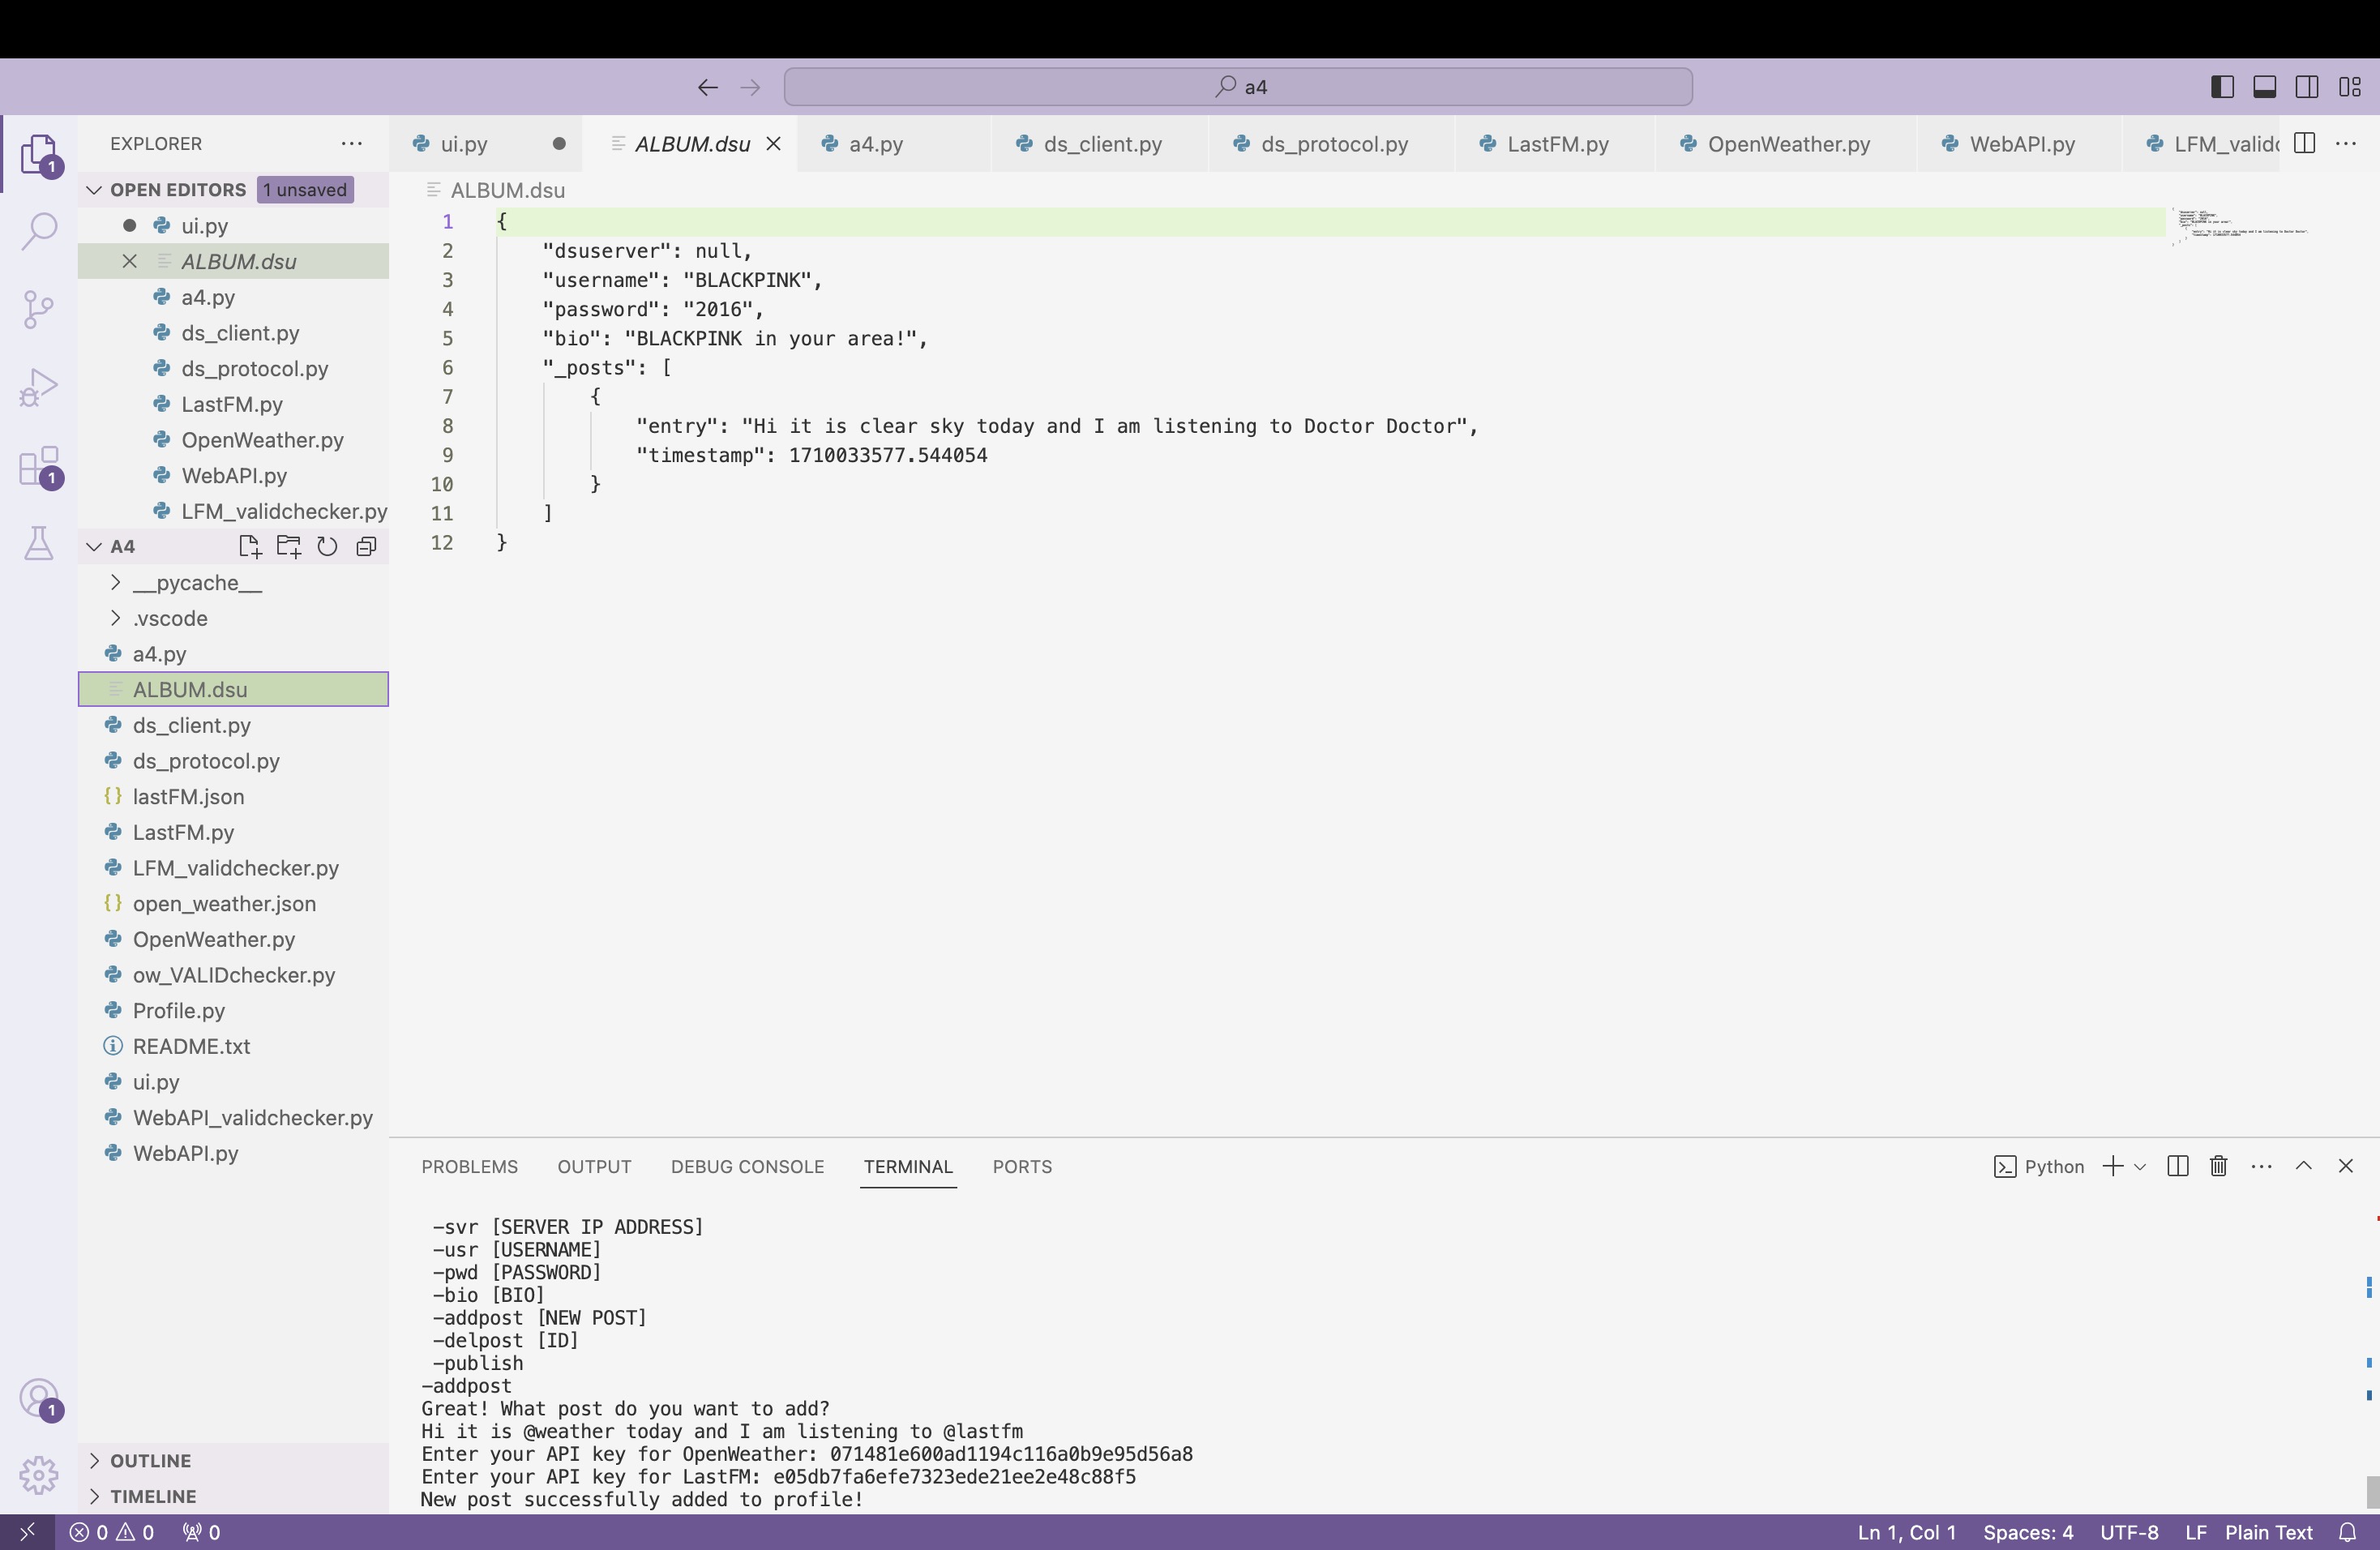 a4
EXPLORER
OPEN EDITORS 1 unsaved
ui.py
ALBUM.dsu
a4.py
ds_client.py
ds_protocol.py
LastFM.py
OpenWeather.py
WebAPI.py
LFM_validchecker.py
A4
__pycache__
.vscode
a4.py
ALBUM.dsu
ds_client.py
ds_protocol.py
lastFM.json
LastFM.py
LFM_validchecker.py
open_weather.json
OpenWeather.py
ow_VALIDchecker.py
Profile.py
README.txt
ui.py
WebAPI_validchecker.py
WebAPI.py
OUTLINE
TIMELINE
1
1
1
ui.py ALBUM.dsu a4.py ds_client.py ds_protocol.py LastFM.py OpenWeather.py WebAPI.py LFM_valid
ALBUM.dsu
1 {
2 "dsuserver": null,
3 "username": "BLACKPINK",
4 "password": "2016",
5 "bio": "BLACKPINK in your area!",
6 "_posts": [
7 {
8 "entry": "Hi it is clear sky today and I am listening to Doctor Doctor",
9 "timestamp": 1710033577.544054
10 }
11 ]
12 }
PROBLEMS OUTPUT DEBUG CONSOLE TERMINAL PORTS
Python
-svr [SERVER IP ADDRESS]
-usr [USERNAME]
-pwd [PASSWORD]
-bio [BIO]
-addpost [NEW POST]
-delpost [ID]
-publish
-addpost
Great! What post do you want to add?
Hi it is @weather today and I am listening to @lastfm
Enter your API key for OpenWeather: 071481e600ad1194c116a0b9e95d56a8
Enter your API key for LastFM: e05db7fa6efe7323ede21ee2e48c88f5
New post successfully added to profile!
0 0 0
Ln 1, Col 1 Spaces: 4 UTF-8 LF Plain Text